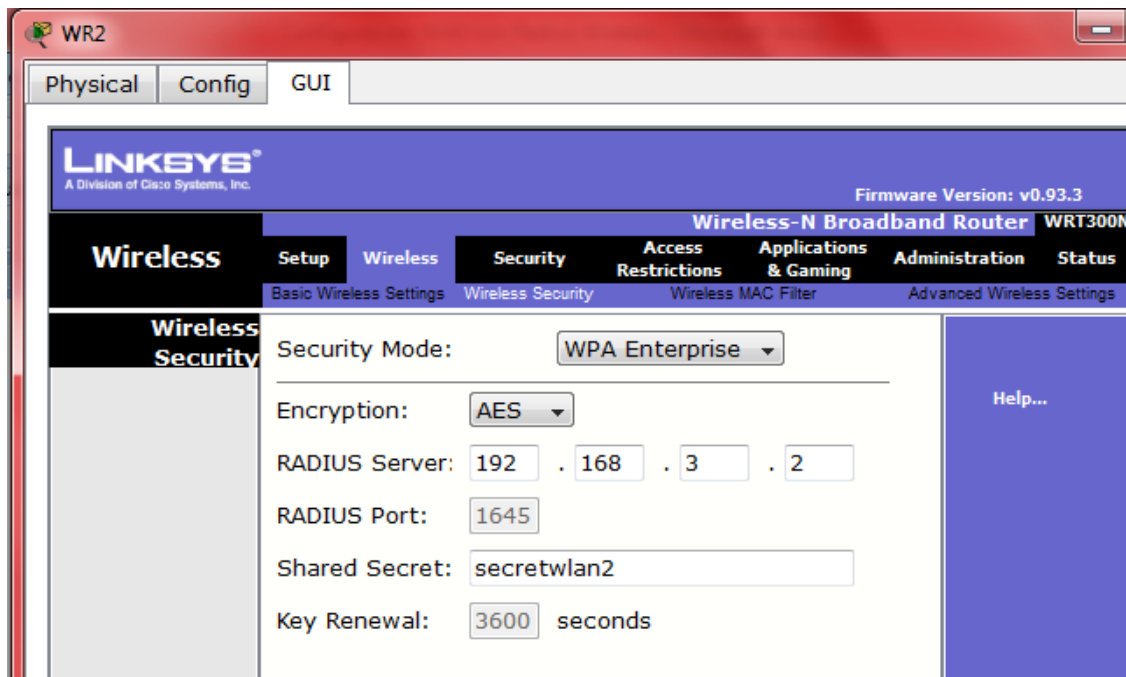 WR2
Physical Config GUI
LINKSYS®
A Division of Cisco Systems, Inc.
Firmware Version: v0.93.3
Wireless-N Broadband Router WRT300N
Wireless
Setup Wireless Security Access Restrictions Applications & Gaming Administration Status
Basic Wireless Settings Wireless Security Wireless MAC Filter Advanced Wireless Settings
Wireless
Security
Security Mode: WPA Enterprise
Help...
Encryption: AES
RADIUS Server: 192 . 168 . 3 . 2
RADIUS Port: 1645
Shared Secret: secretwlan2
Key Renewal: 3600 seconds